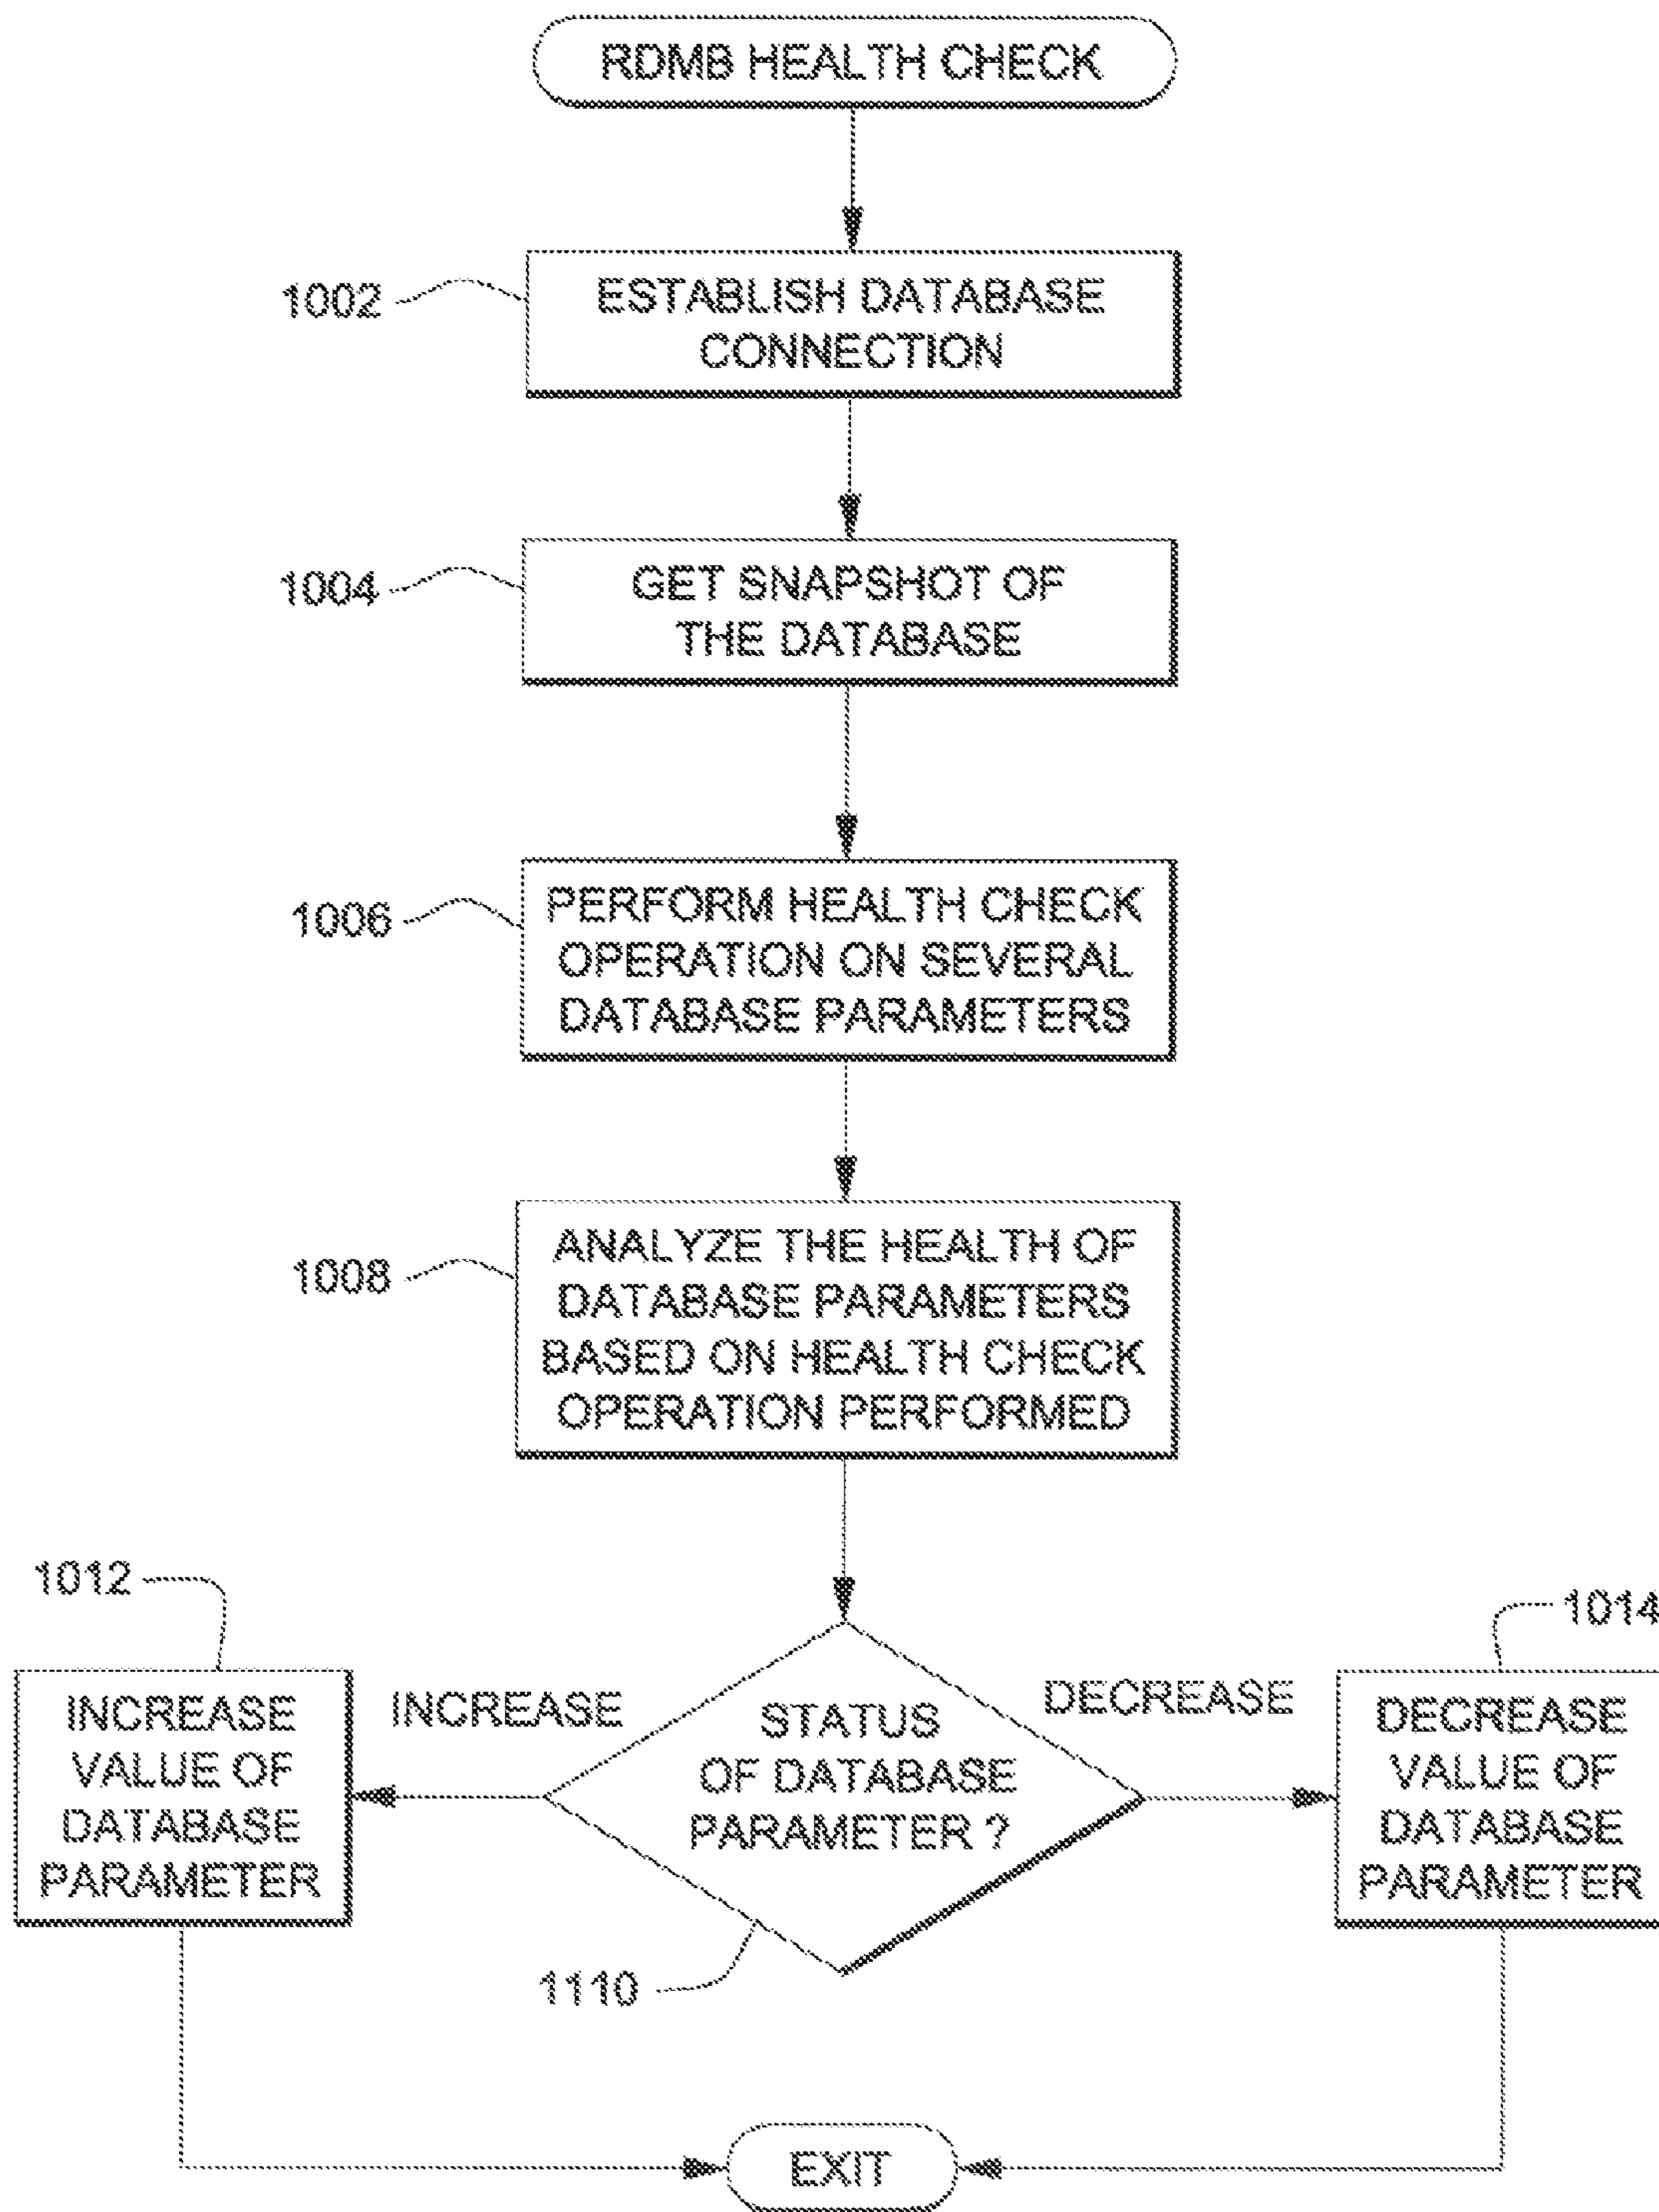 RDMB HEALTH CHECK
1002
ESTABLISH DATABASE
CONNECTION
1004
GET SNAPSHOT OF
THE DATABASE
1006
PERFORM HEALTH CHECK
OPERATION ON SEVERAL
DATABASE PARAMETERS
1008
ANALYZE THE HEALTH OF
DATABASE PARAMETERS
BASED ON HEALTH CHECK
OPERATION PERFORMED
1012
INCREASE
VALUE OF
DATABASE
PARAMETER
INCREASE
STATUS
OF DATABASE
PARAMETER ?
1110
DECREASE
1014
DECREASE
VALUE OF
DATABASE
PARAMETER
EXIT